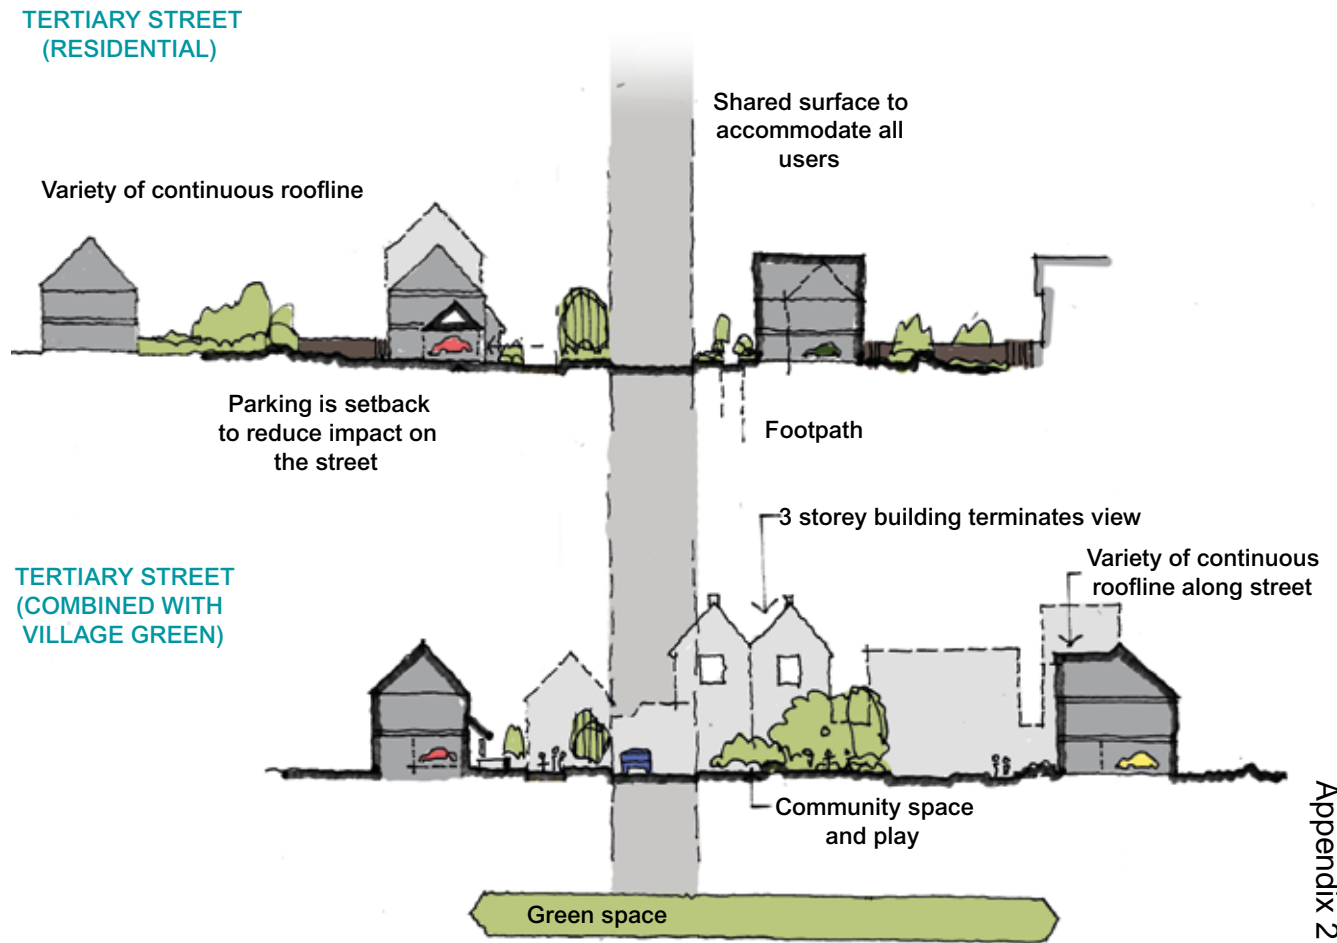 TERTIARY STREET
(RESIDENTIAL)
Shared surface to
accommodate all
users
Variety of continuous roofline
Parking is setback
to reduce impact on
the street
Footpath
3 storey building terminates view
Variety of continuous
roofline along street
TERTIARY STREET
(COMBINED WITH
VILLAGE GREEN)
Community space
and play
Green space
Appendix 2